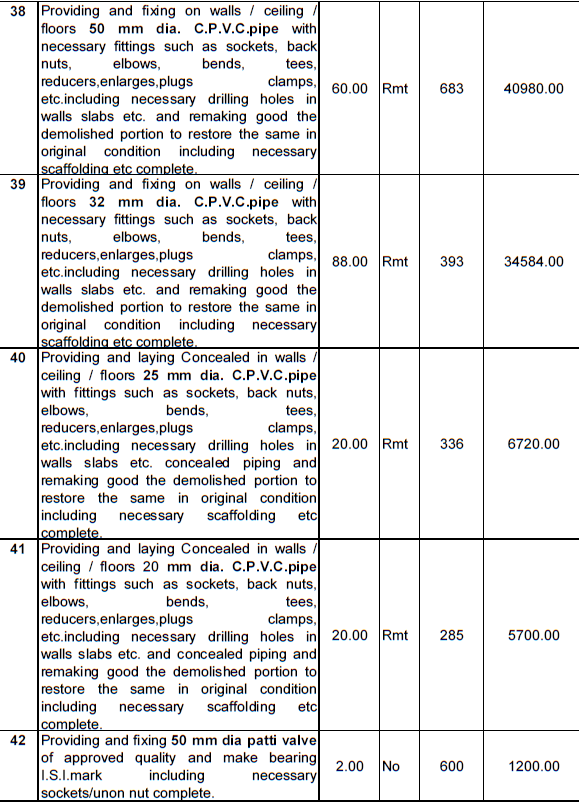 38 Providing and fixing on walls / ceiling /
floors 50 mm dia. C.P.V.C.pipe with
necessary fittings such as sockets, back
nuts, elbows, bends, tees,
reducers,enlarges,plugs clamps,
etc.including necessary drilling holes in
walls slabs etc. and remaking good the
demolished portion to restore the same in
original condition including necessary
scaffolding etc complete.
60.00 Rmt 683 40980.00
39 Providing and fixing on walls / ceiling /
floors 32 mm dia. C.P.V.C.pipe with
necessary fittings such as sockets, back
nuts, elbows, bends, tees,
reducers,enlarges,plugs clamps,
etc.including necessary drilling holes in
walls slabs etc. and remaking good the
demolished portion to restore the same in
original condition including necessary
scaffolding etc complete.
88.00 Rmt 393 34584.00
40 Providing and laying Concealed in walls /
ceiling / floors 25 mm dia. C.P.V.C.pipe
with fittings such as sockets, back nuts,
elbows, bends, tees,
reducers,enlarges,plugs clamps,
etc.including necessary drilling holes in
walls slabs etc. concealed piping and
remaking good the demolished portion to
restore the same in original condition
including necessary scaffolding etc
complete.
20.00 Rmt 336 6720.00
41 Providing and laying Concealed in walls /
ceiling / floors 20 mm dia. C.P.V.C.pipe
with fittings such as sockets, back nuts,
elbows, bends, tees,
reducers,enlarges,plugs clamps,
etc.including necessary drilling holes in
walls slabs etc. and concealed piping and
remaking good the demolished portion to
restore the same in original condition
including necessary scaffolding etc
complete.
20.00 Rmt 285 5700.00
42 Providing and fixing 50 mm dia patti valve
of approved quality and make bearing
I.S.I.mark including necessary
sockets/unon nut complete.
2.00 No 600 1200.00